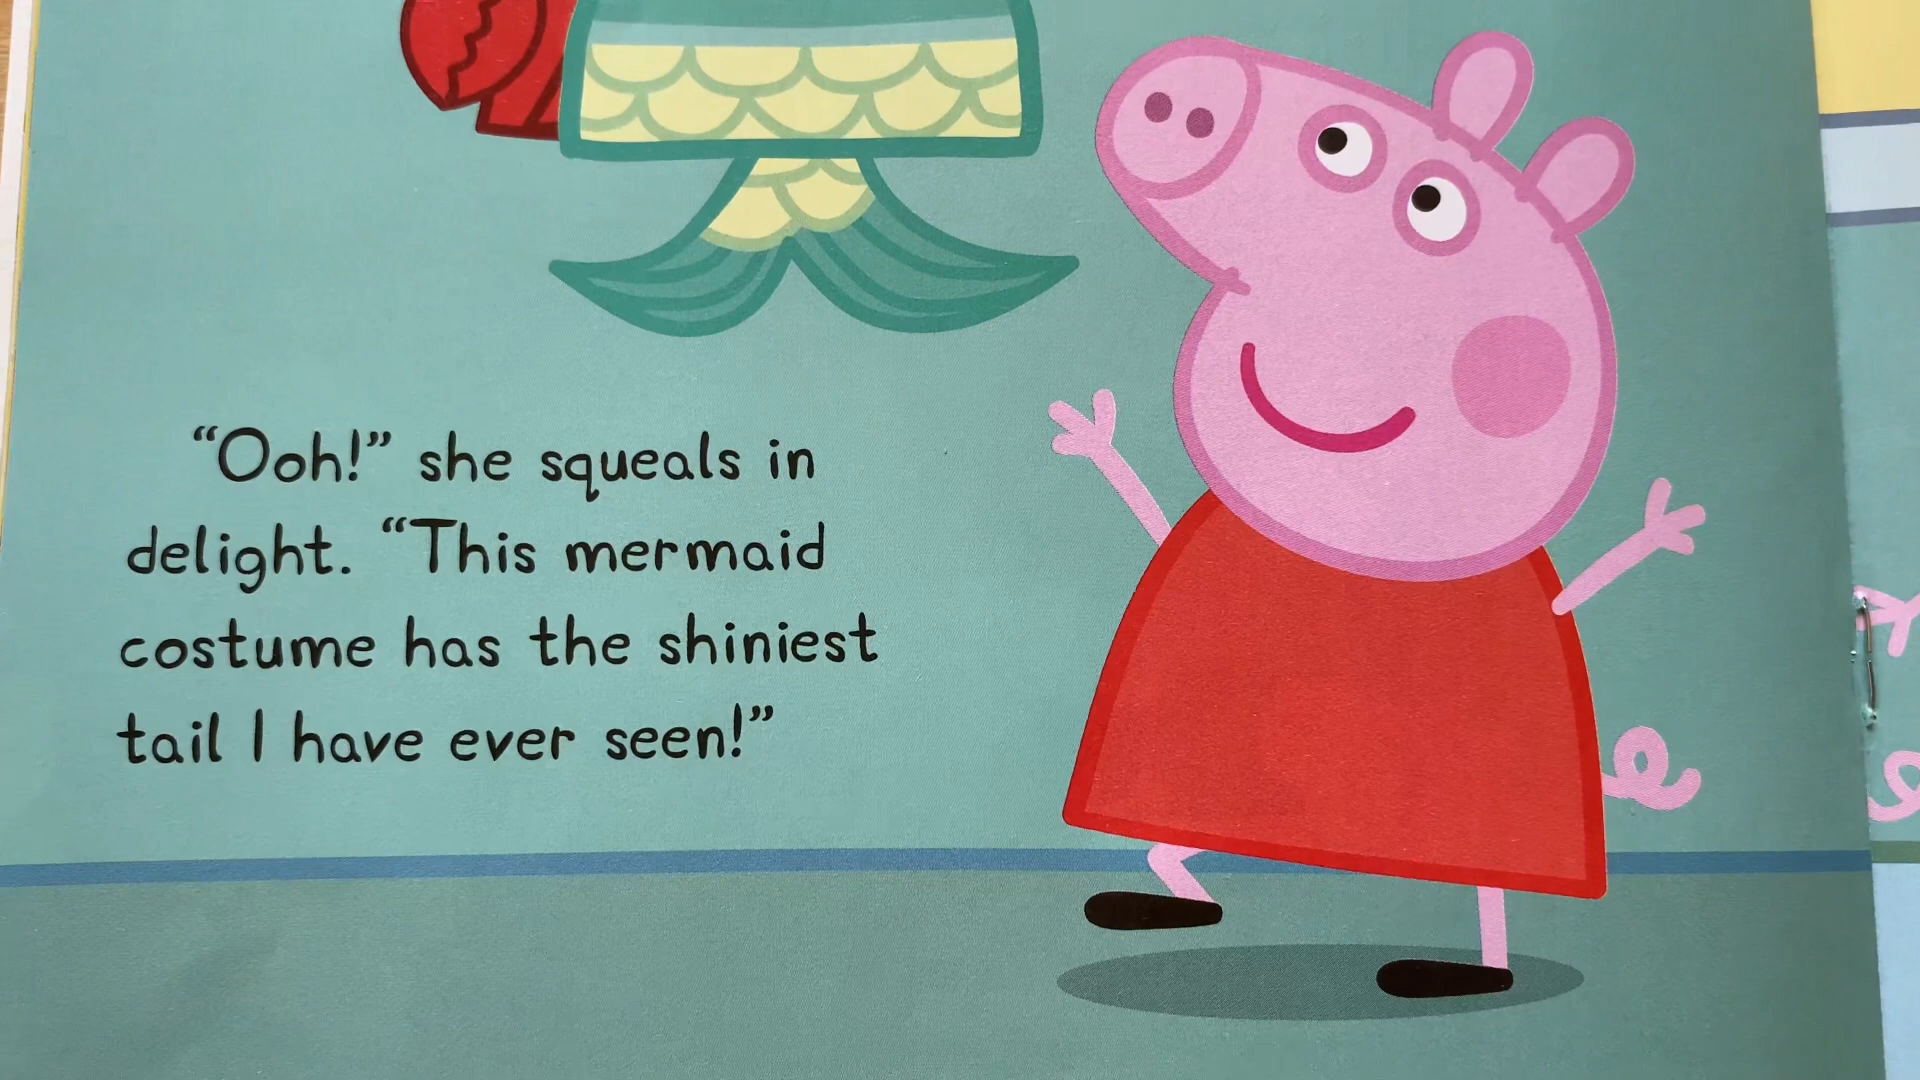 “Ooh!” she squeals in
delight. “This mermaid
costume has the shiniest
tail I have ever seen!”